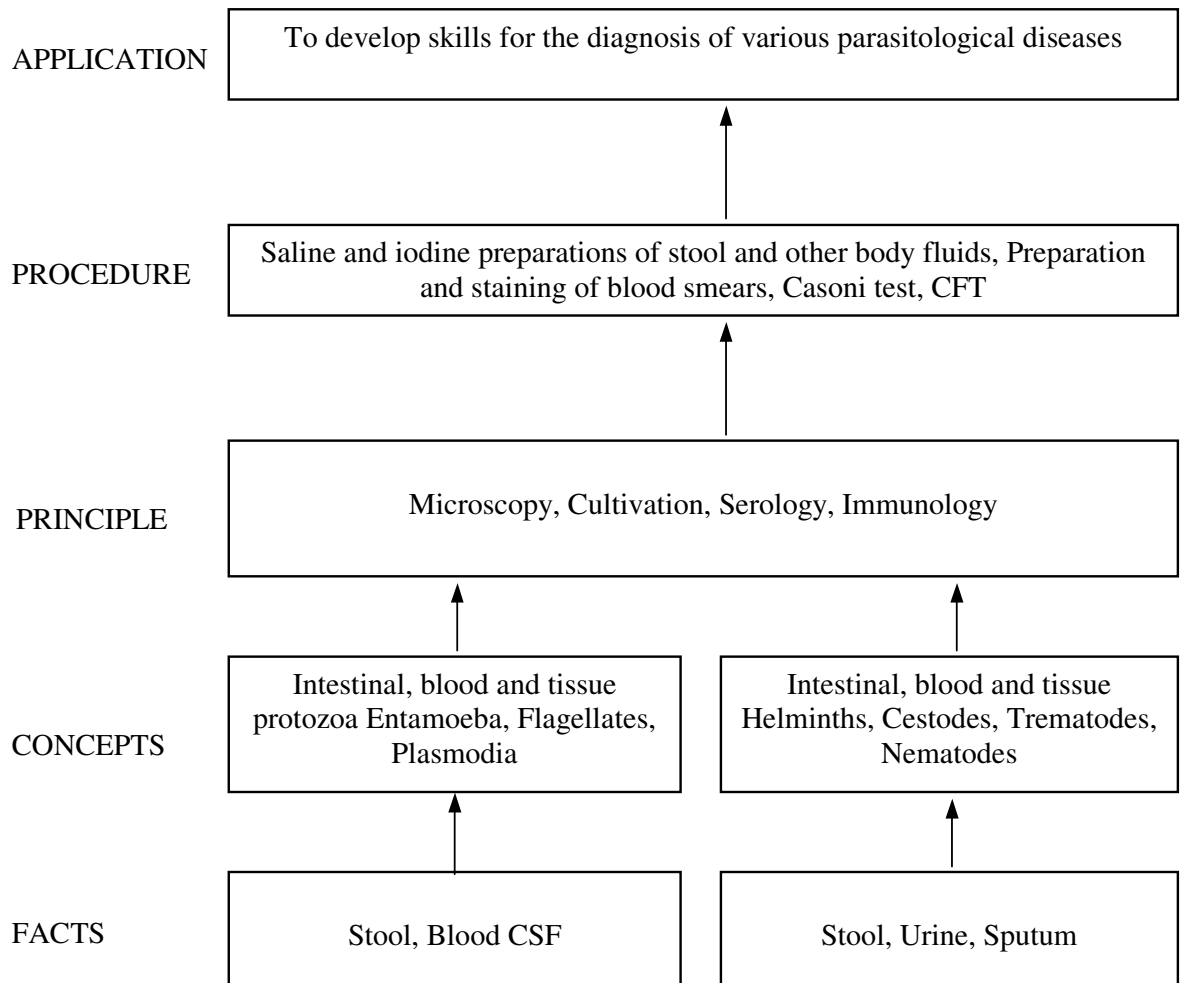 APPLICATION
To develop skills for the diagnosis of various parasitological diseases
PROCEDURE
Saline and iodine preparations of stool and other body fluids, Preparation
and staining of blood smears, Casoni test, CFT
PRINCIPLE
Microscopy, Cultivation, Serology, Immunology
CONCEPTS
Intestinal, blood and tissue
protozoa Entamoeba, Flagellates,
Plasmodia
Intestinal, blood and tissue
Helminths, Cestodes, Trematodes,
Nematodes
FACTS
Stool, Blood CSF
Stool, Urine, Sputum